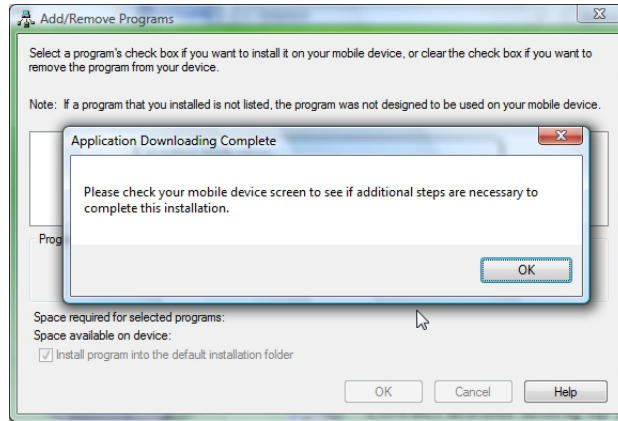 Add/Remove Programs
Select a program's check box if you want to install it on your mobile device, or clear the check box if you want to
remove the program from your device.
Note: If a program that you installed is not listed, the program was not designed to be used on your mobile device.
Application Downloading Complete
Please check your mobile device screen to see if additional steps are necessary to
complete this installation.
OK
Space required for selected programs:
Space available on device:
Install program into the default installation folder
OK Cancel Help